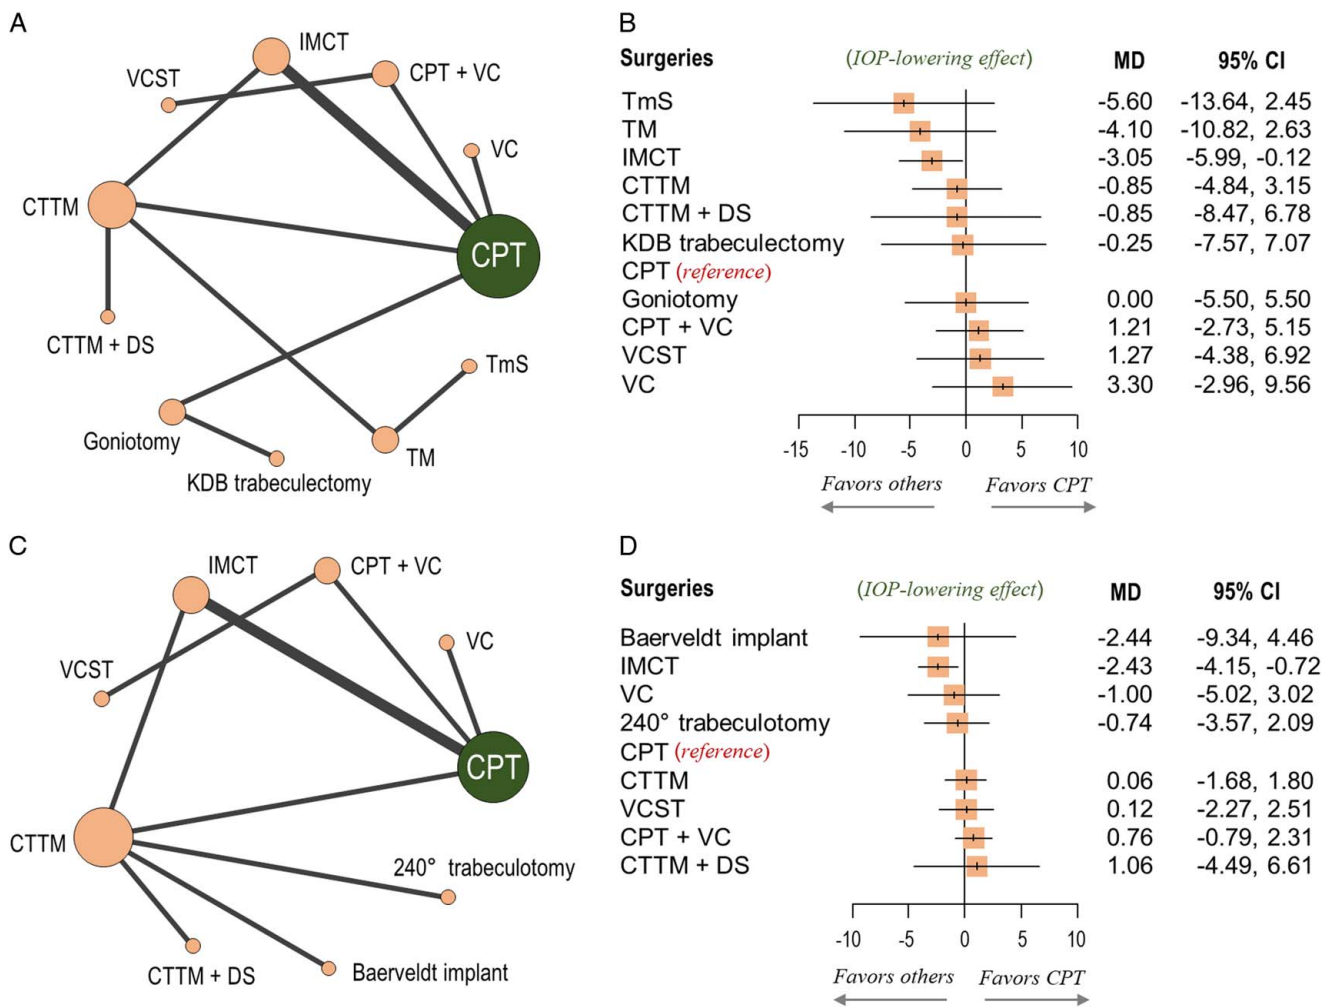 A
IMCT
VCST
CPT + VC
VC
CTTM
CPT
CTTM + DS
TmS
Goniotomy
TM
KDB trabeculectomy
B
Surgeries (IOP-lowering effect) MD 95% CI
TmS -5.60 -13.64, 2.45
TM -4.10 -10.82, 2.63
IMCT -3.05 -5.99, -0.12
CTTM -0.85 -4.84, 3.15
CTTM + DS -0.85 -8.47, 6.78
KDB trabeculectomy -0.25 -7.57, 7.07
CPT (reference)
Goniotomy 0.00 -5.50, 5.50
CPT + VC 1.21 -2.73, 5.15
VCST 1.27 -4.38, 6.92
VC 3.30 -2.96, 9.56
-15 -10 -5 0 5 10
Favors others Favors CPT
C
IMCT
CPT + VC
VC
VCST
CPT
CTTM
240° trabeculotomy
CTTM + DS
Baerveldt implant
D
Surgeries (IOP-lowering effect) MD 95% CI
Baerveldt implant -2.44 -9.34, 4.46
IMCT -2.43 -4.15, -0.72
VC -1.00 -5.02, 3.02
240° trabeculotomy -0.74 -3.57, 2.09
CPT (reference)
CTTM 0.06 -1.68, 1.80
VCST 0.12 -2.27, 2.51
CPT + VC 0.76 -0.79, 2.31
CTTM + DS 1.06 -4.49, 6.61
-10 -5 0 5 10
Favors others Favors CPT